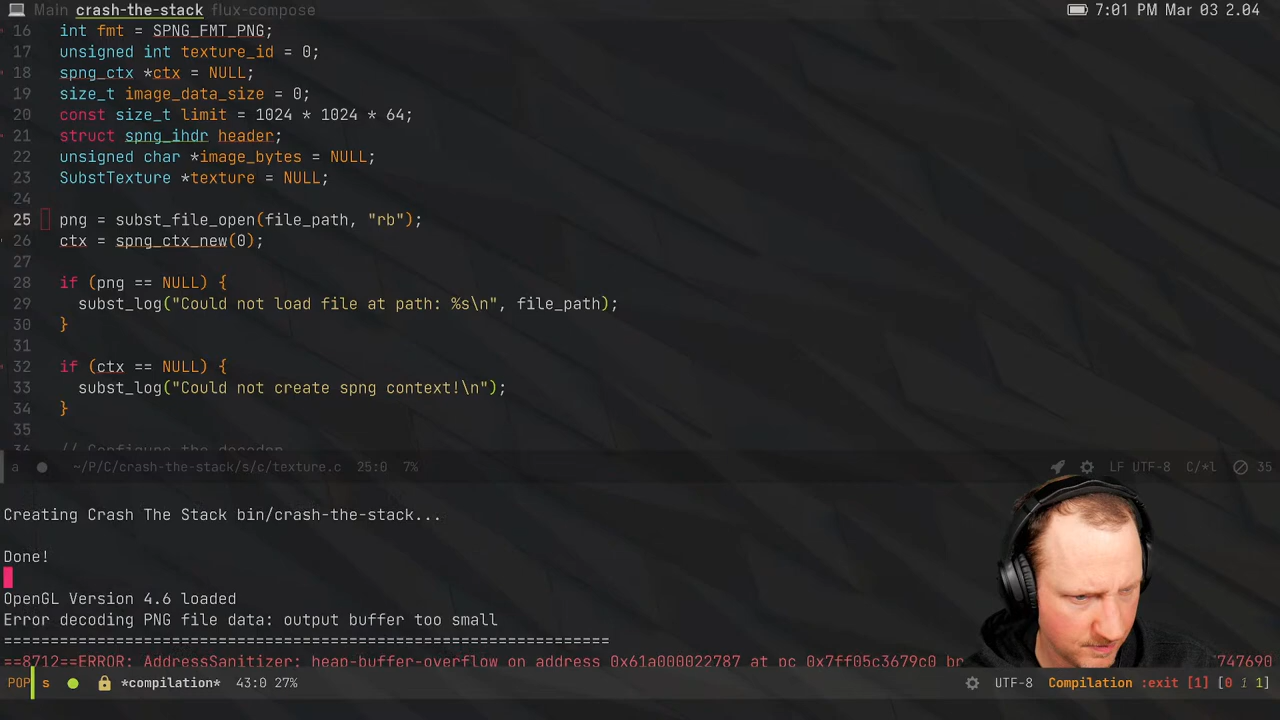 Main crash-the-stack flux-compose 7:01 PM Mar 03 2.04
16 int fmt = SPNG_FMT_PNG;
17 unsigned int texture_id = 0;
18 spng_ctx *ctx = NULL;
19 size_t image_data_size = 0;
20 const size_t limit = 1024 * 1024 * 64;
21 struct spng_ihdr header;
22 unsigned char *image_bytes = NULL;
23 SubstTexture *texture = NULL;
24
25 png = subst_file_open(file_path, "rb");
26 ctx = spng_ctx_new(0);
27
28 if (png == NULL) {
29 subst_log("Could not load file at path: %s\n", file_path);
30 }
31
32 if (ctx == NULL) {
33 subst_log("Could not create spng context!\n");
34 }
35
36 // Configure the decoder
a ~/P/C/crash-the-stack/s/c/texture.c 25:0 7% LF UTF-8 C/*l 35
Creating Crash The Stack bin/crash-the-stack...
Done!
OpenGL Version 4.6 loaded
Error decoding PNG file data: output buffer too small
=================================================================
==8712==ERROR: AddressSanitizer: heap-buffer-overflow on address 0x61a000022787 at pc 0x7ff05c3679c0 bp 747690
POP s *compilation* 43:0 27% UTF-8 Compilation :exit [1] [0 1 1]